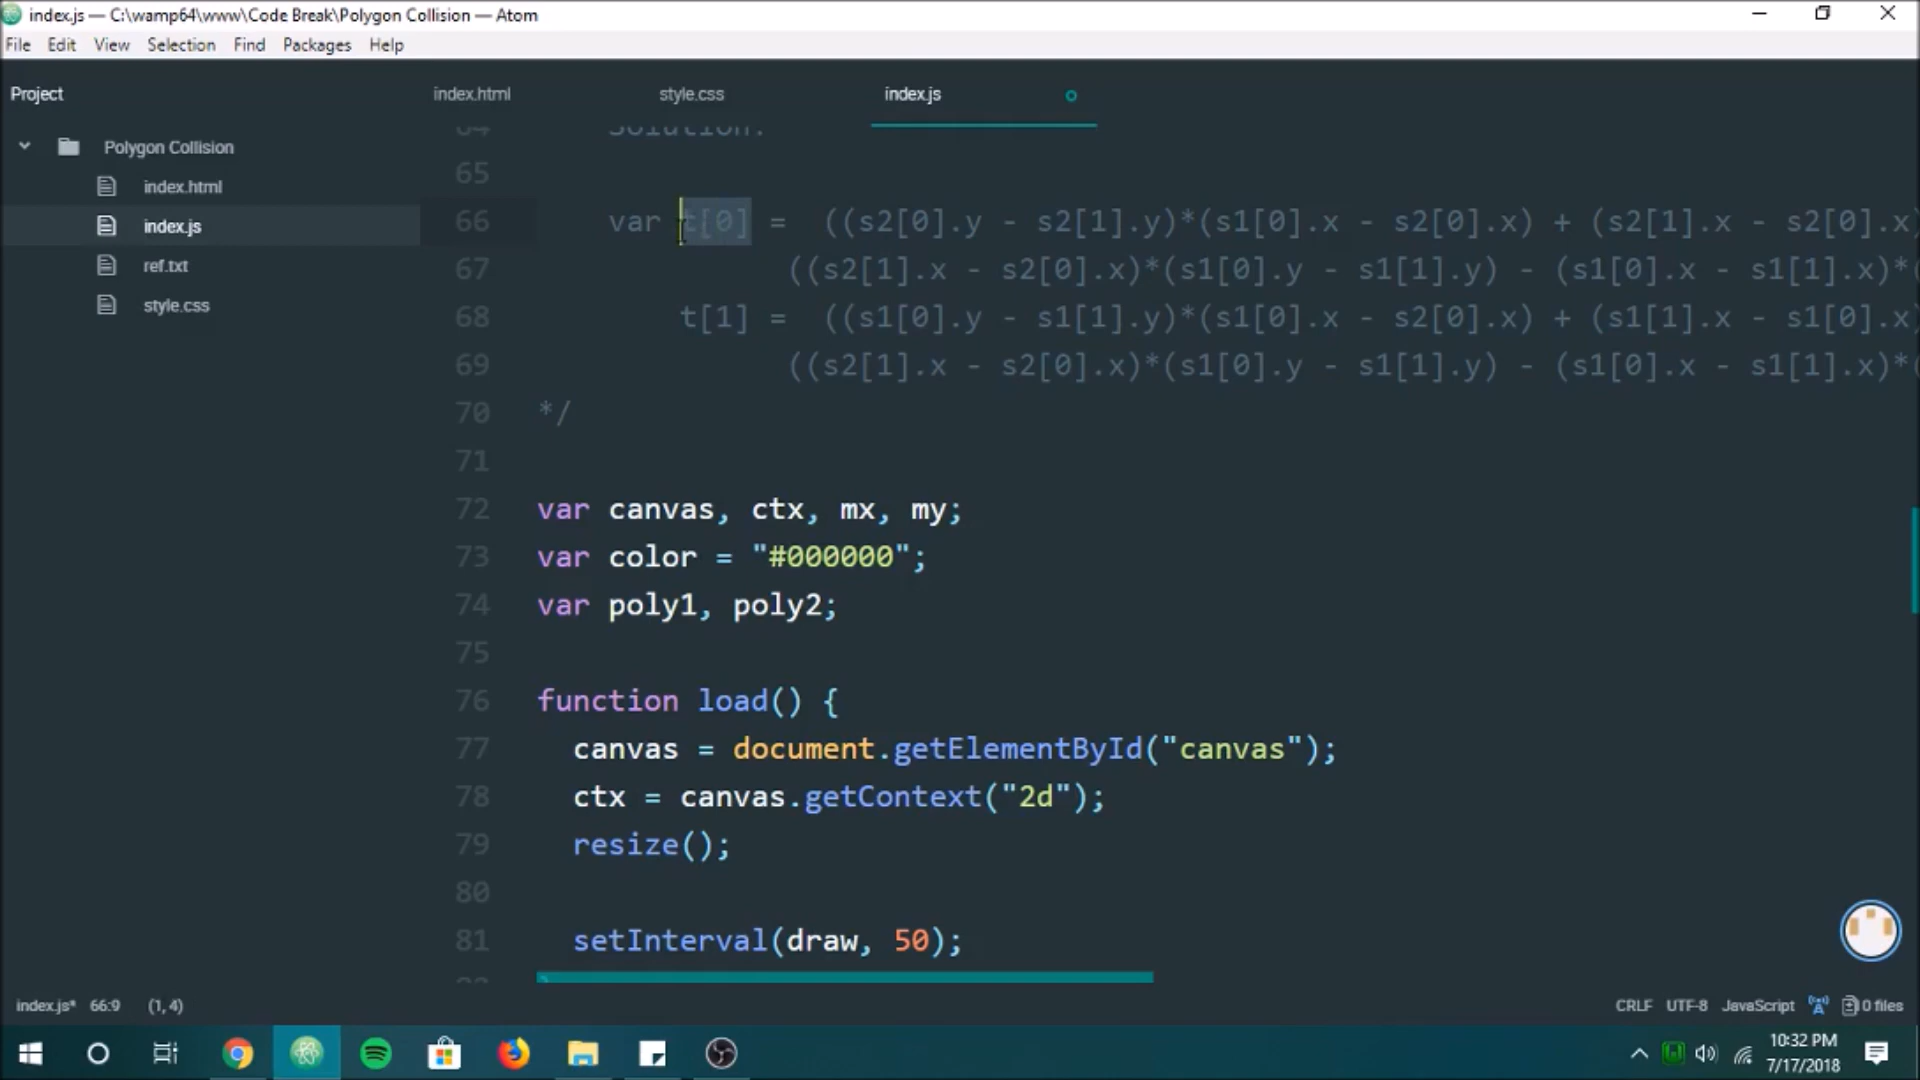 index.js — C:\wamp64\www\Code Break\Polygon Collision — Atom
File Edit View Selection Find Packages Help
Project
index.html style.css index.js
Polygon Collision
index.html
index.js
ref.txt
style.css
64 Solution:
65
66 var t[0] = ((s2[0].y - s2[1].y)*(s1[0].x - s2[0].x) + (s2[1].x - s2[0].x)
67 ((s2[1].x - s2[0].x)*(s1[0].y - s1[1].y) - (s1[0].x - s1[1].x)*(
68 t[1] = ((s1[0].y - s1[1].y)*(s1[0].x - s2[0].x) + (s1[1].x - s1[0].x)
69 ((s2[1].x - s2[0].x)*(s1[0].y - s1[1].y) - (s1[0].x - s1[1].x)*(
70 */
71
72 var canvas, ctx, mx, my;
73 var color = "#000000";
74 var poly1, poly2;
75
76 function load() {
77 canvas = document.getElementById("canvas");
78 ctx = canvas.getContext("2d");
79 resize();
80
81 setInterval(draw, 50);
index.js* 66:9 (1, 4)
CRLF UTF-8 JavaScript 0 files
10:32 PM
7/17/2018